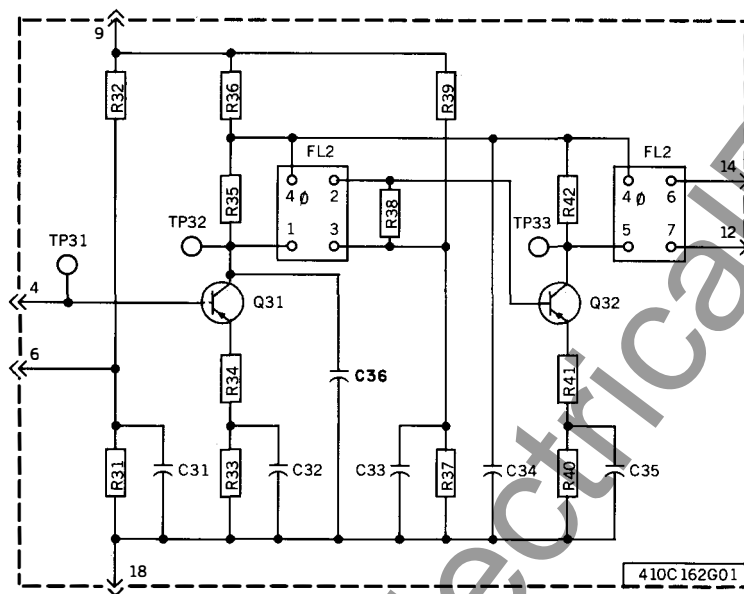 9
R32
R36
R39
FL2
FL2
14
4 Ø 2
4 Ø 6
R35
R38
R42
TP31
TP32
1 3
TP33
5 7
12
4
Q31
Q32
6
R34
C36
R41
R31
C31
R33
C32
C33
R37
C34
R40
C35
18
410C162G01
Electrical